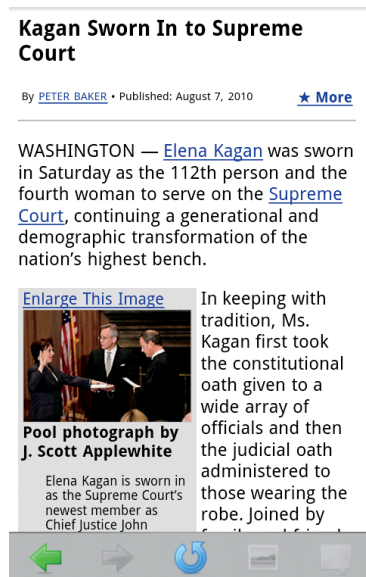 Kagan Sworn In to Supreme
Court
By PETER BAKER • Published: August 7, 2010
★ More
WASHINGTON — Elena Kagan was sworn
in Saturday as the 112th person and the
fourth woman to serve on the Supreme
Court, continuing a generational and
demographic transformation of the
nation's highest bench.
Enlarge This Image
Pool photograph by
J. Scott Applewhite
Elena Kagan is sworn in
as the Supreme Court's
newest member as
Chief Justice John
In keeping with
tradition, Ms.
Kagan first took
the constitutional
oath given to a
wide array of
officials and then
the judicial oath
administered to
those wearing the
robe. Joined by